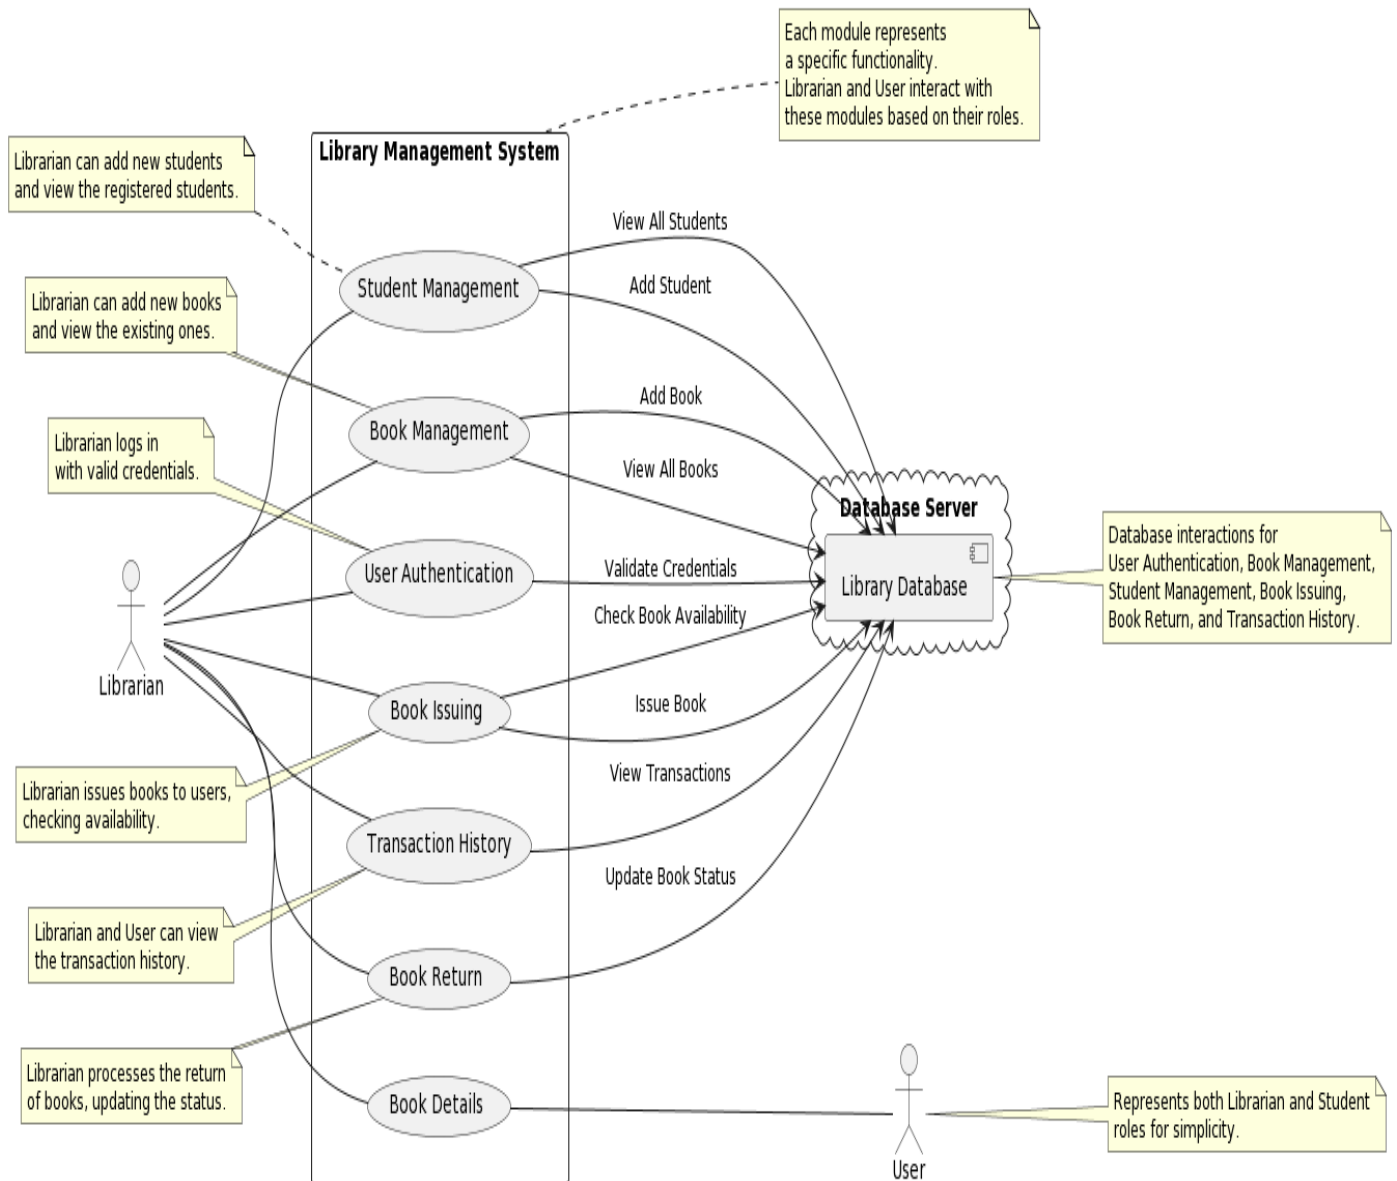 Each module represents
a specific functionality.
Librarian and User interact with
these modules based on their roles.
Library Management System
Librarian can add new students
and view the registered students.
View All Students
Student Management
Add Student
Librarian can add new books
and view the existing ones.
Add Book
Book Management
View All Books
Librarian logs in
with valid credentials.
Database Server
Database interactions for
User Authentication, Book Management,
Student Management, Book Issuing,
Book Return, and Transaction History.
User Authentication
Validate Credentials
Library Database
Check Book Availability
Librarian
Book Issuing
Issue Book
Librarian issues books to users,
checking availability.
View Transactions
Transaction History
Update Book Status
Librarian and User can view
the transaction history.
Book Return
Librarian processes the return
of books, updating the status.
Book Details
Represents both Librarian and Student
roles for simplicity.
User